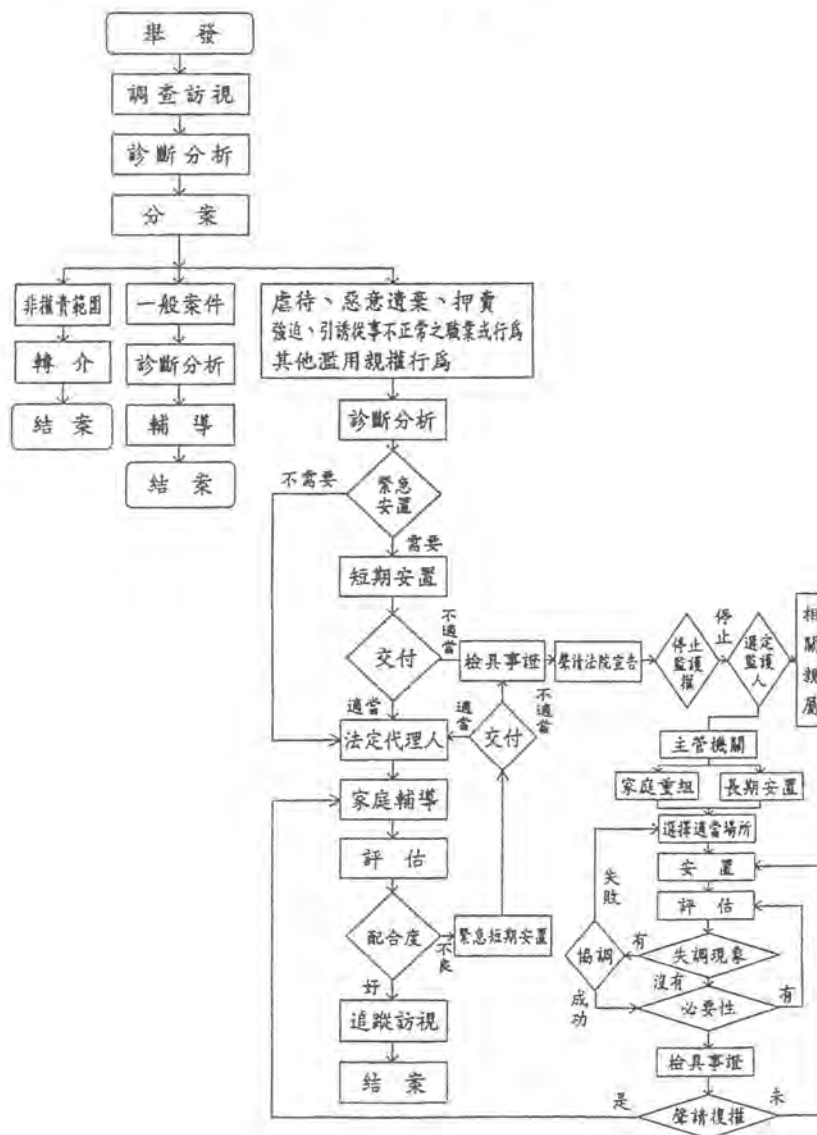 舉發
調查訪視
診斷分析
分案
非權責範圍
轉介
結案
一般案件
診斷分析
輔導
結案
虐待、惡意遺棄、押賣
強迫、引誘從事不正常之職業或行為
其他濫用親權行為
診斷分析
緊急
安置
不需要
需要
短期安置
交付
不適當
適當
檢具事證
聲請法院宣告
停止
監護
權
停止
選定
監護
人
相關親屬
法定代理人
適當
交付
不適當
家庭輔導
評估
配合度
不良
緊急短期安置
好
追蹤訪視
結案
主管機關
家庭重組
長期安置
選擇適當場所
安置
評估
失調現象
有
沒有
協調
失敗
成功
必要性
有
檢具事證
聲請復權
是
未